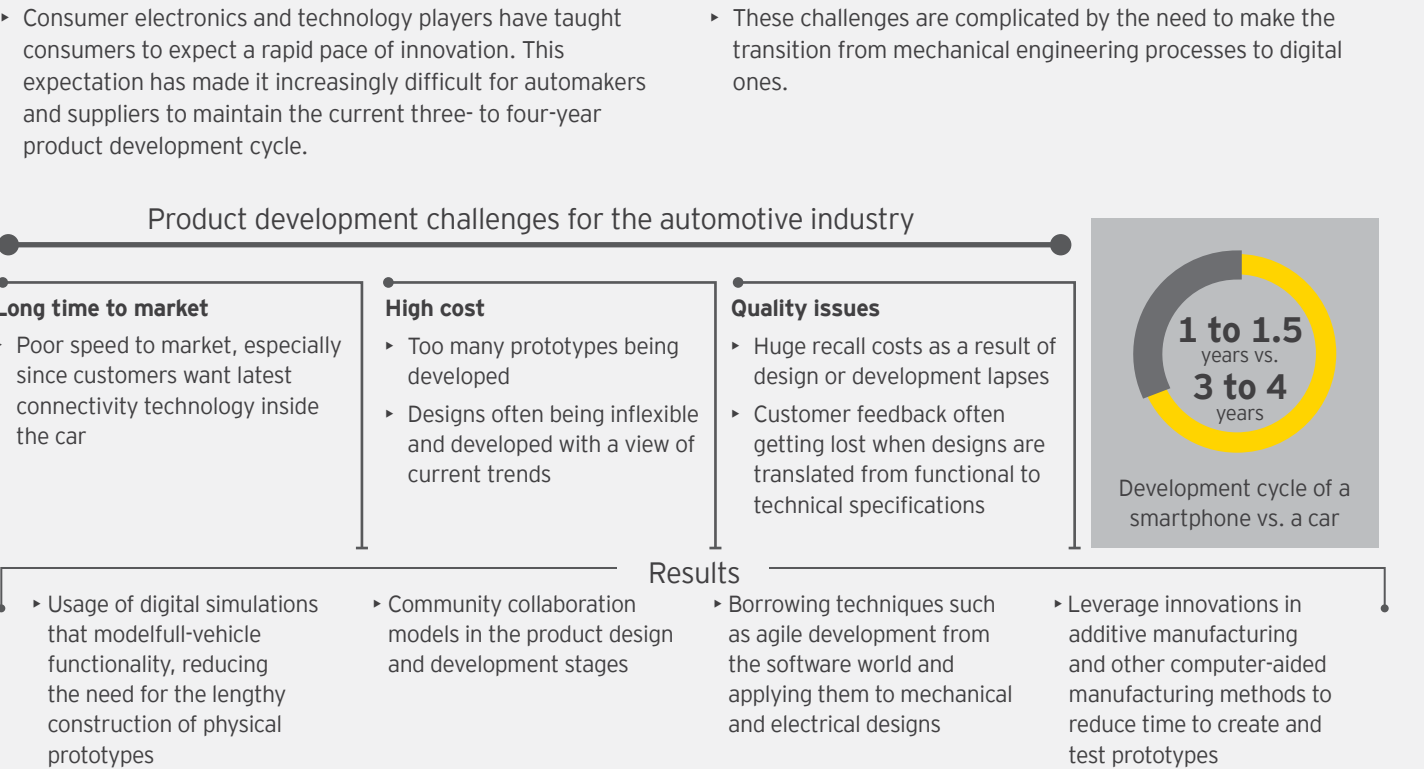 ‣ Consumer electronics and technology players have taught
consumers to expect a rapid pace of innovation. This
expectation has made it increasingly difficult for automakers
and suppliers to maintain the current three- to four-year
product development cycle.
‣ These challenges are complicated by the need to make the
transition from mechanical engineering processes to digital
ones.
Product development challenges for the automotive industry
Long time to market
Poor speed to market, especially
since customers want latest
connectivity technology inside
the car
High cost
‣ Too many prototypes being
developed
‣ Designs often being inflexible
and developed with a view of
current trends
Quality issues
‣ Huge recall costs as a result of
design or development lapses
‣ Customer feedback often
getting lost when designs are
translated from functional to
technical specifications
1 to 1.5
years vs.
3 to 4
years
Development cycle of a
smartphone vs. a car
Results
‣ Usage of digital simulations
that modelfull-vehicle
functionality, reducing
the need for the lengthy
construction of physical
prototypes
‣ Community collaboration
models in the product design
and development stages
‣ Borrowing techniques such
as agile development from
the software world and
applying them to mechanical
and electrical designs
‣ Leverage innovations in
additive manufacturing
and other computer-aided
manufacturing methods to
reduce time to create and
test prototypes